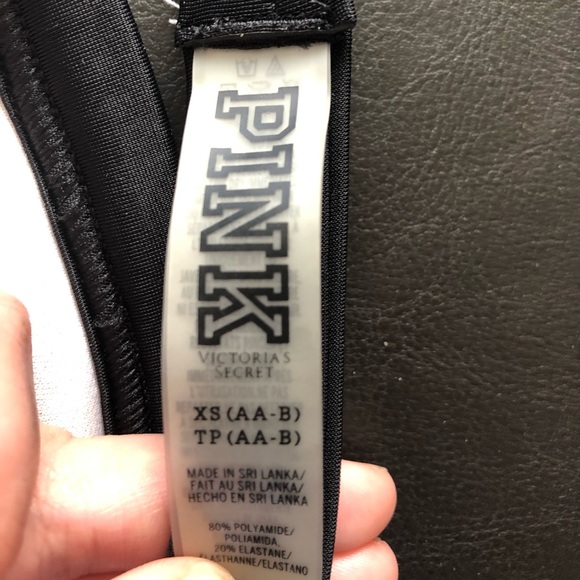 PINK
VICTORIA'S
SECRET
XS (AA-B)
TP (AA-B)
MADE IN SRI LANKA/
FAIT AU SRI LANKA/
HECHO EN SRI LANKA
80% POLYAMIDE/
POLIAMIDA,
20% ELASTANE/
ÉLASTHANNE/ELASTANO